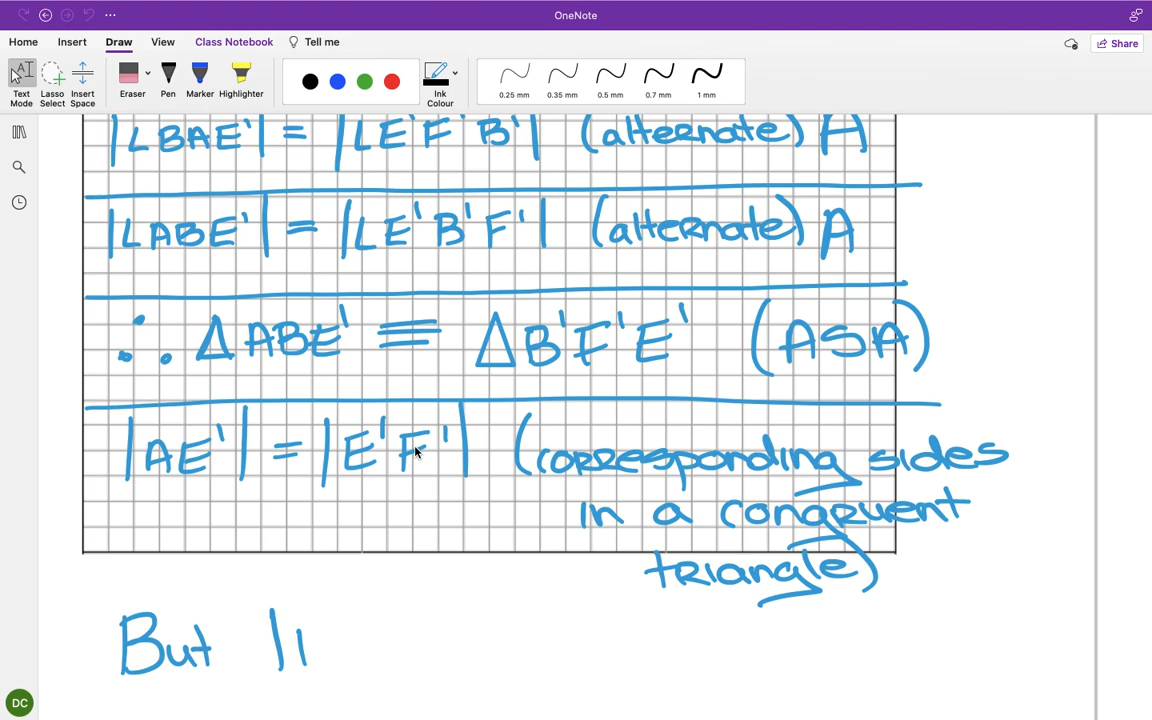 OneNote
Home Insert Draw View Class Notebook Tell me
Share
Text Mode
Lasso Select
Insert Space
Eraser
Pen
Marker
Highlighter
Ink Colour
0.25 mm 0.35 mm 0.5 mm 0.7 mm 1 mm
|∠BAE'| = |∠E'F'B'| (alternate) A
|∠ABE'| = |∠E'B'F'| (alternate) A
∴ ΔABE' ≡ ΔB'F'E' (ASA)
|AE'| = |E'F'| (corresponding sides
in a congruent
triangle)
But |
DC